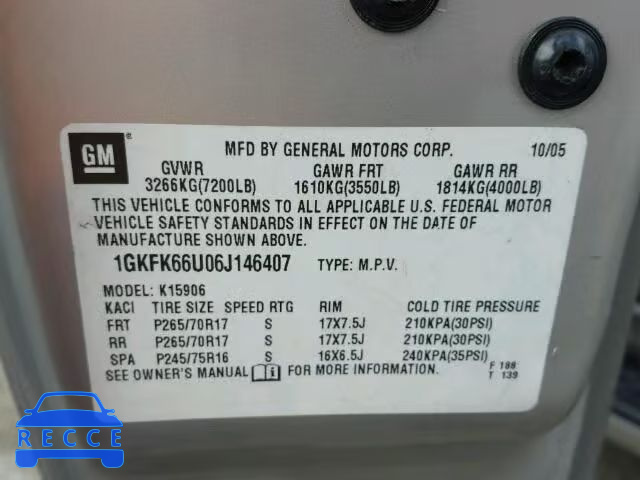 GM
MFD BY GENERAL MOTORS CORP. 10/05
GVWR GAWR FRT GAWR RR
3266KG(7200LB) 1610KG(3550LB) 1814KG(4000LB)
THIS VEHICLE CONFORMS TO ALL APPLICABLE U.S. FEDERAL MOTOR
VEHICLE SAFETY STANDARDS IN EFFECT ON THE DATE OF
MANUFACTURE SHOWN ABOVE.
1GKFK66U06J146407 TYPE: M.P.V.
MODEL: K15906
KACI TIRE SIZE SPEED RTG RIM COLD TIRE PRESSURE
FRT P265/70R17 S 17X7.5J 210KPA(30PSI)
RR P265/70R17 S 17X7.5J 210KPA(30PSI)
SPA P245/75R16 S 16X6.5J 240KPA(35PSI)
SEE OWNER'S MANUAL FOR MORE INFORMATION.
F 188
T 139
RECCE